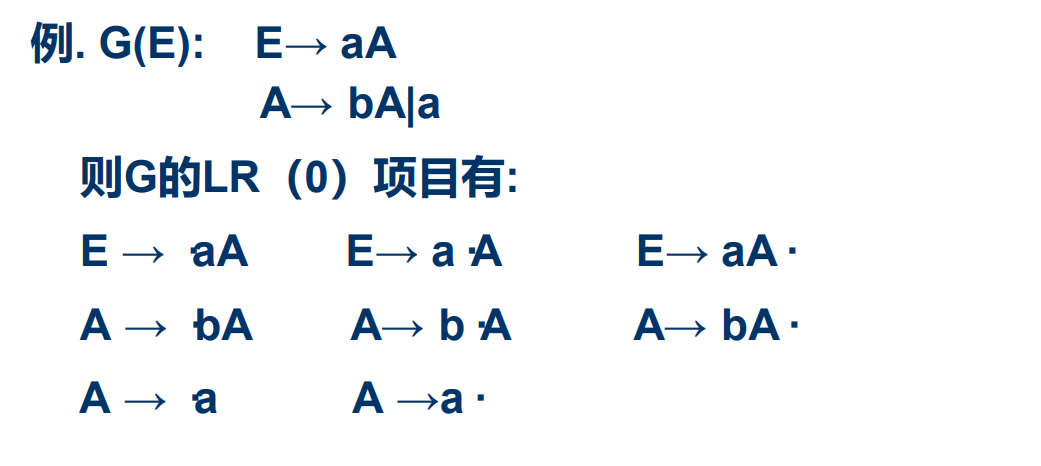 例. G(E): E→ aA
A→ bA|a
则G的LR（0）项目有:
E → ·aA E→ a ·A E→ aA ·
A → ·bA A→ b ·A A→ bA ·
A → ·a A →a ·